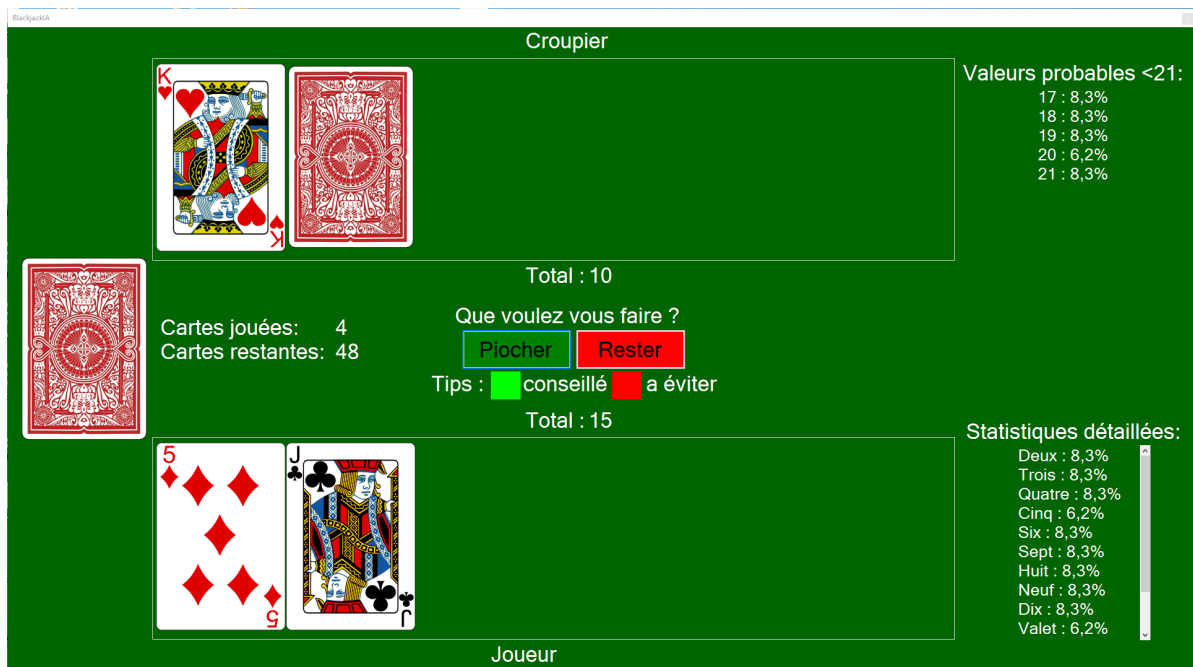 BlackjackIA
Croupier
K
K
Valeurs probables <21:
17 : 8,3%
18 : 8,3%
19 : 8,3%
20 : 6,2%
21 : 8,3%
Total : 10
Que voulez vous faire ?
Cartes jouées: 4
Cartes restantes: 48
Piocher Rester
Tips : conseillé a éviter
Total : 15
5
5
J
J
Statistiques détaillées:
Deux : 8,3%
Trois : 8,3%
Quatre : 8,3%
Cinq : 6,2%
Six : 8,3%
Sept : 8,3%
Huit : 8,3%
Neuf : 8,3%
Dix : 8,3%
Valet : 6,2%
Joueur